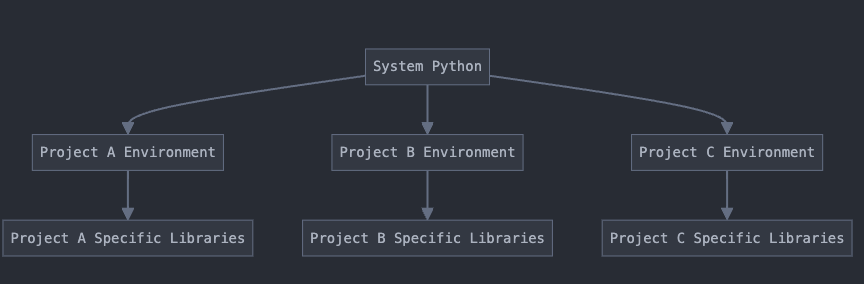 System Python
Project A Environment
Project B Environment
Project C Environment
Project A Specific Libraries
Project B Specific Libraries
Project C Specific Libraries